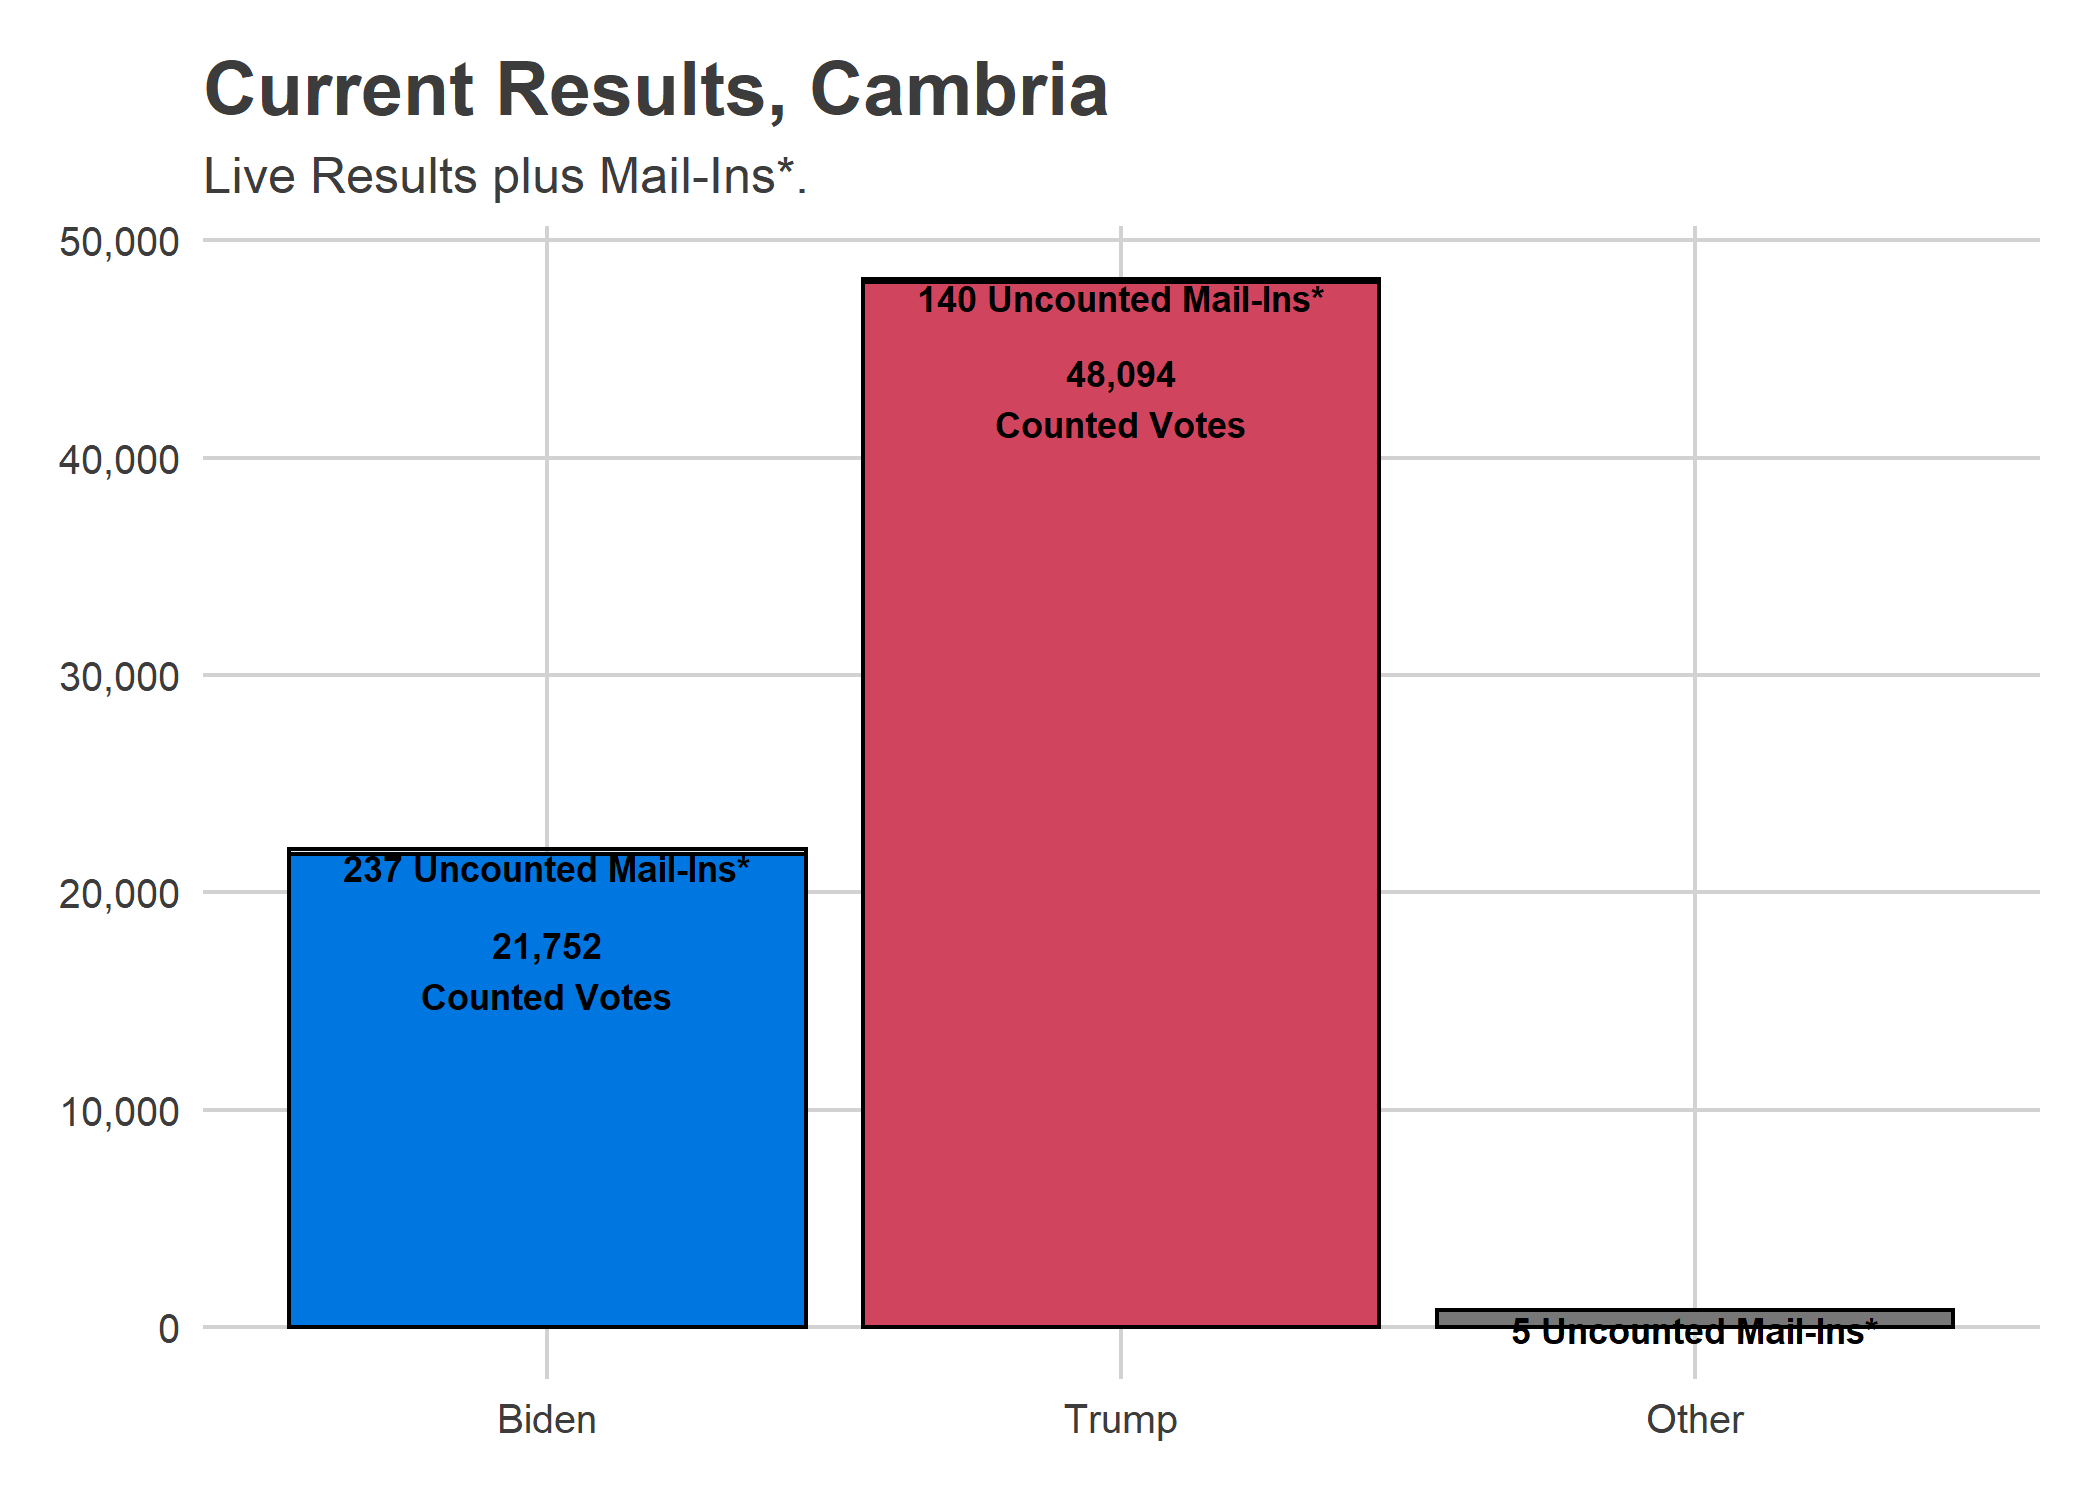 Current Results, Cambria
Live Results plus Mail-Ins*.
50,000
40,000
30,000
20,000
10,000
0
237 Uncounted Mail-Ins*
21,752
Counted Votes
140 Uncounted Mail-Ins*
48,094
Counted Votes
5 Uncounted Mail-Ins*
Biden
Trump
Other